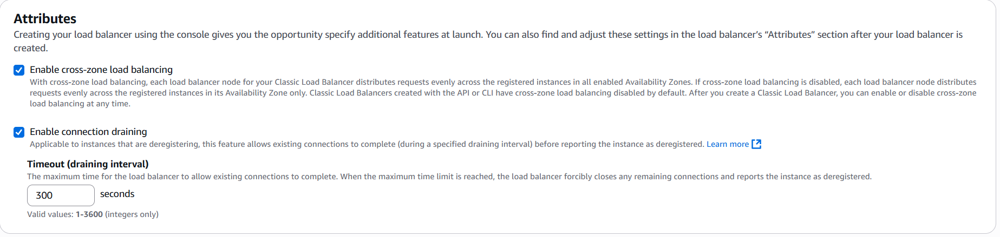 Attributes
Creating your load balancer using the console gives you the opportunity specify additional features at launch. You can also find and adjust these settings in the load balancer's “Attributes” section after your load balancer is
created.
Enable cross-zone load balancing
With cross-zone load balancing, each load balancer node for your Classic Load Balancer distributes requests evenly across the registered instances in all enabled Availability Zones. If cross-zone load balancing is disabled, each load balancer node distributes
requests evenly across the registered instances in its Availability Zone only. Classic Load Balancers created with the API or CLI have cross-zone load balancing disabled by default. After you create a Classic Load Balancer, you can enable or disable cross-zone
load balancing at any time.
Enable connection draining
Applicable to instances that are deregistering, this feature allows existing connections to complete (during a specified draining interval) before reporting the instance as deregistered. Learn more
Timeout (draining interval)
The maximum time for the load balancer to allow existing connections to complete. When the maximum time limit is reached, the load balancer forcibly closes any remaining connections and reports the instance as deregistered.
300 seconds
Valid values: 1-3600 (integers only)